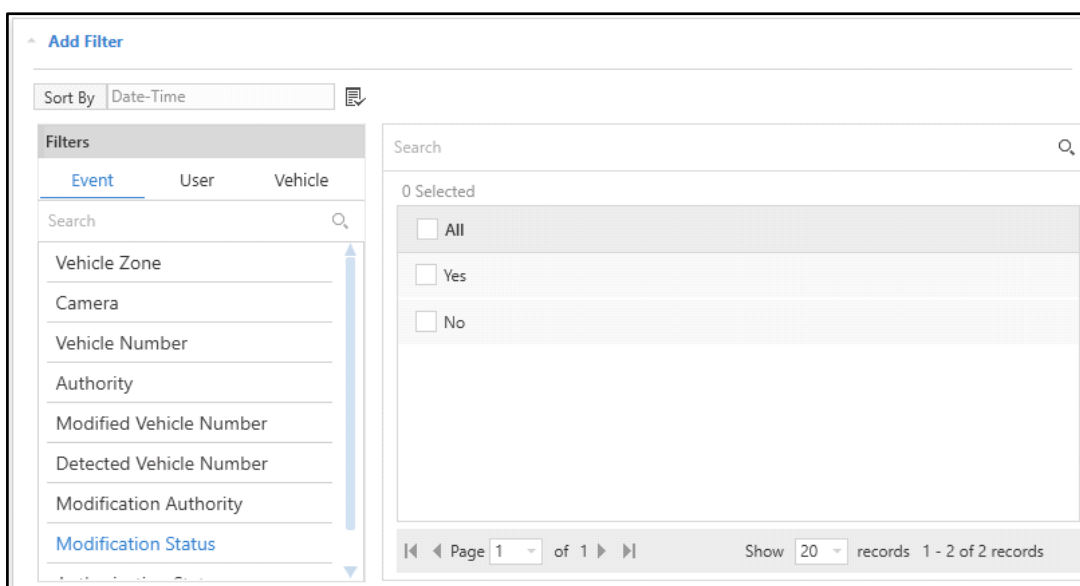 Add Filter
Sort By Date-Time
Filters
Event User Vehicle
Search
Vehicle Zone
Camera
Vehicle Number
Authority
Modified Vehicle Number
Detected Vehicle Number
Modification Authority
Modification Status
Search
0 Selected
All
Yes
No
Page 1 of 1 Show 20 records 1 - 2 of 2 records